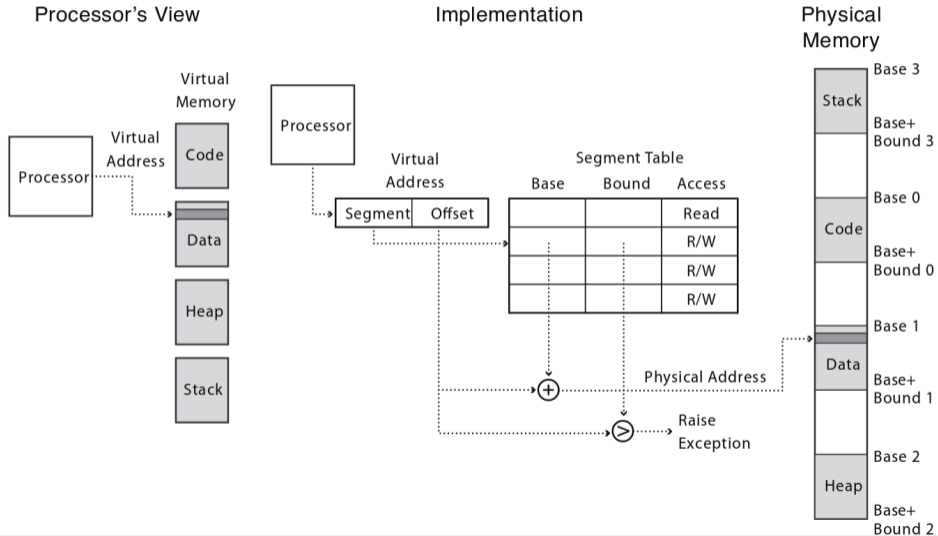 Processor's View
Virtual
Memory
Processor
Virtual
Address
Code
Data
Heap
Stack
Implementation
Processor
Virtual
Address
Segment Offset
Segment Table
Base Bound Access
Read
R/W
R/W
R/W
+
Physical Address
>
Raise
Exception
Physical
Memory
Base 3
Stack
Base+
Bound 3
Base 0
Code
Base+
Bound 0
Base 1
Data
Base+
Bound 1
Base 2
Heap
Base+
Bound 2